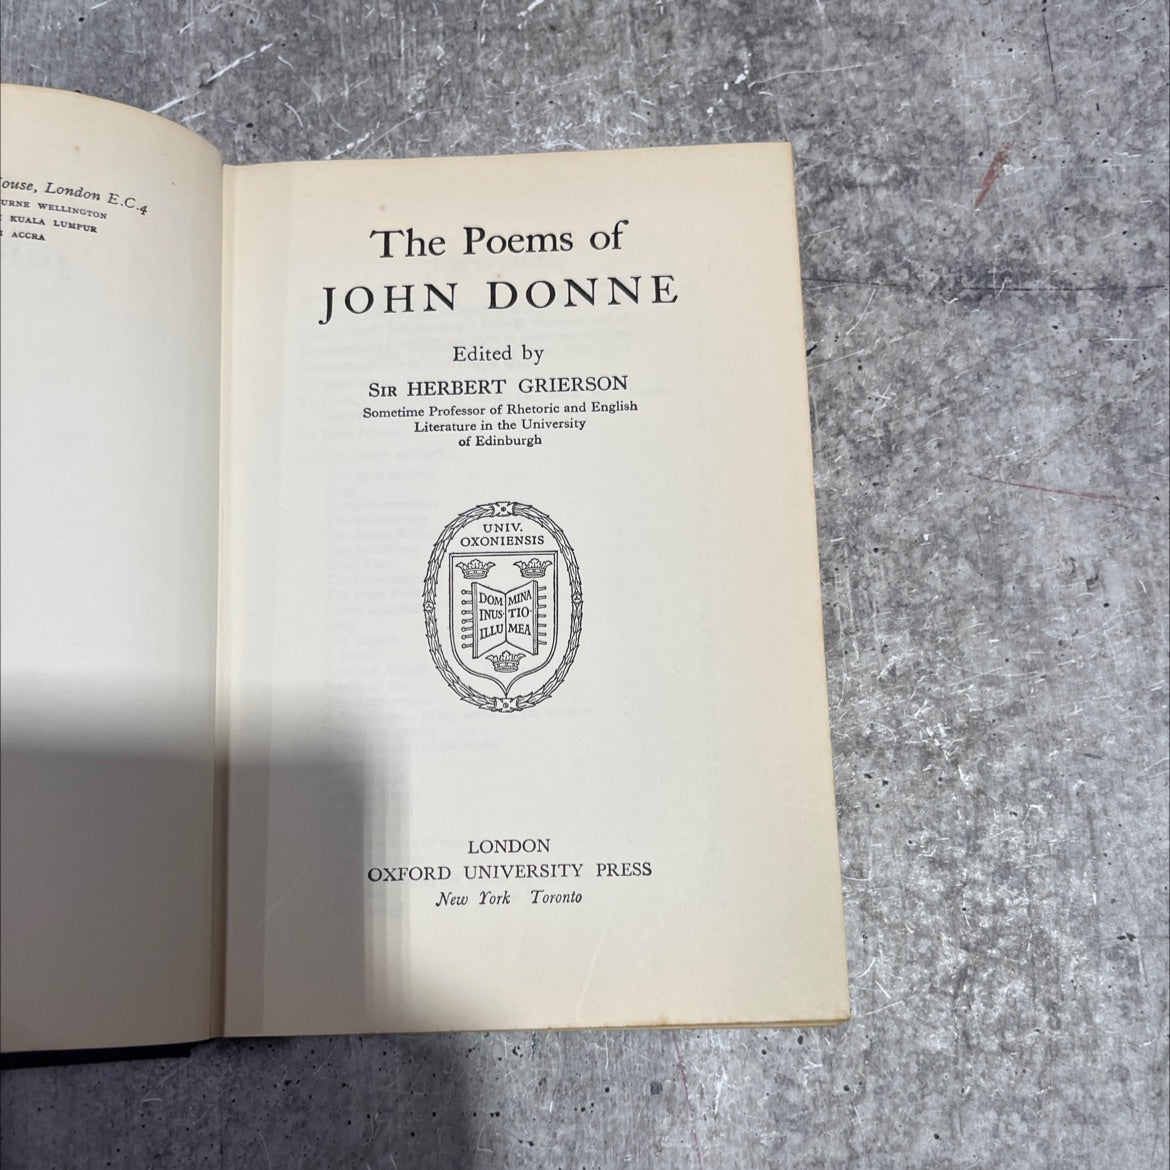 ouse, London E.C.4
URNE WELLINGTON
KUALA LUMPUR
ACCRA
The Poems of
JOHN DONNE
Edited by
SIR HERBERT GRIERSON
Sometime Professor of Rhetoric and English
Literature in the University
of Edinburgh
UNIV.
OXONIENSIS
DOM MINA
INUS TIO
ILLU MEA
LONDON
OXFORD UNIVERSITY PRESS
New York Toronto